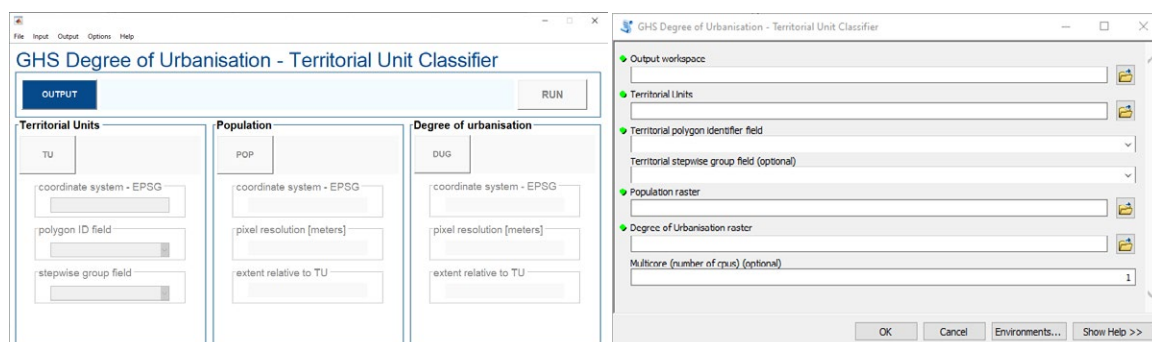 File Input Output Options Help
GHS Degree of Urbanisation - Territorial Unit Classifier
OUTPUT
RUN
Territorial Units
TU
coordinate system - EPSG
polygon ID field
stepwise group field
Population
POP
coordinate system - EPSG
pixel resolution [meters]
extent relative to TU
Degree of urbanisation
DUG
coordinate system - EPSG
pixel resolution [meters]
extent relative to TU
GHS Degree of Urbanisation - Territorial Unit Classifier
Output workspace
Territorial Units
Territorial polygon identifier field
Territorial stepwise group field (optional)
Population raster
Degree of Urbanisation raster
Multicore (number of cpus) (optional)
1
OK Cancel Environments... Show Help >>